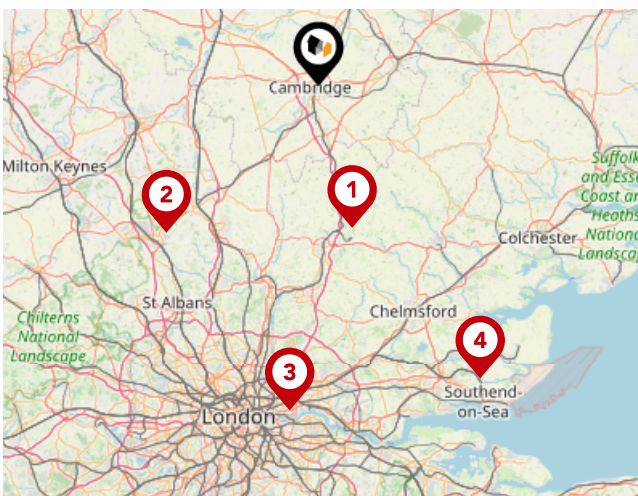 Cambridge
Milton Keynes
2
1
Suffolk
and Esse
Coast an
Heaths
Nationa
Landsca
Colchester
St Albans
Chilterns
National
Landscape
Chelmsford
4
3
Southend-
on-Sea
London